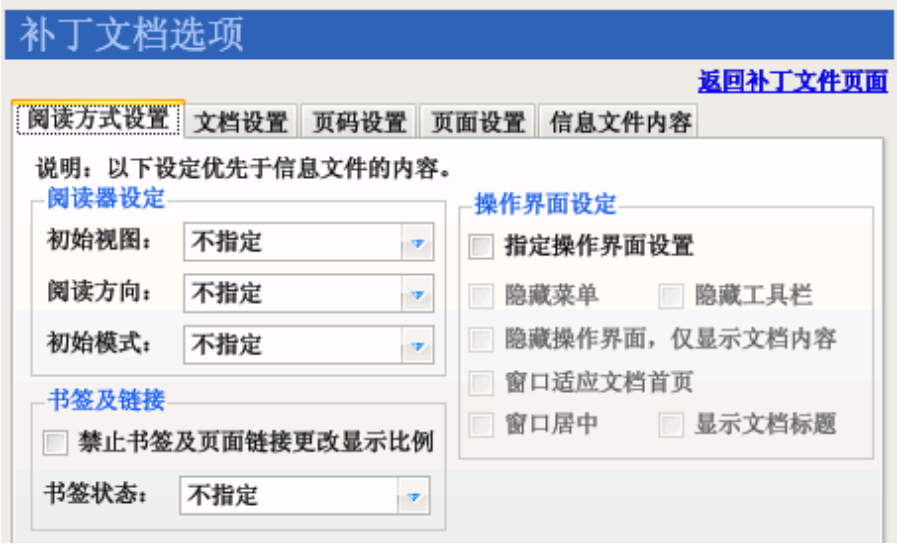 补丁文档选项
返回补丁文件页面
阅读方式设置 文档设置 页码设置 页面设置 信息文件内容
说明：以下设定优先于信息文件的内容。
阅读器设定
初始视图： 不指定
阅读方向： 不指定
初始模式： 不指定
书签及链接
禁止书签及页面链接更改显示比例
书签状态： 不指定
操作界面设定
指定操作界面设置
隐藏菜单 隐藏工具栏
隐藏操作界面，仅显示文档内容
窗口适应文档首页
窗口居中 显示文档标题